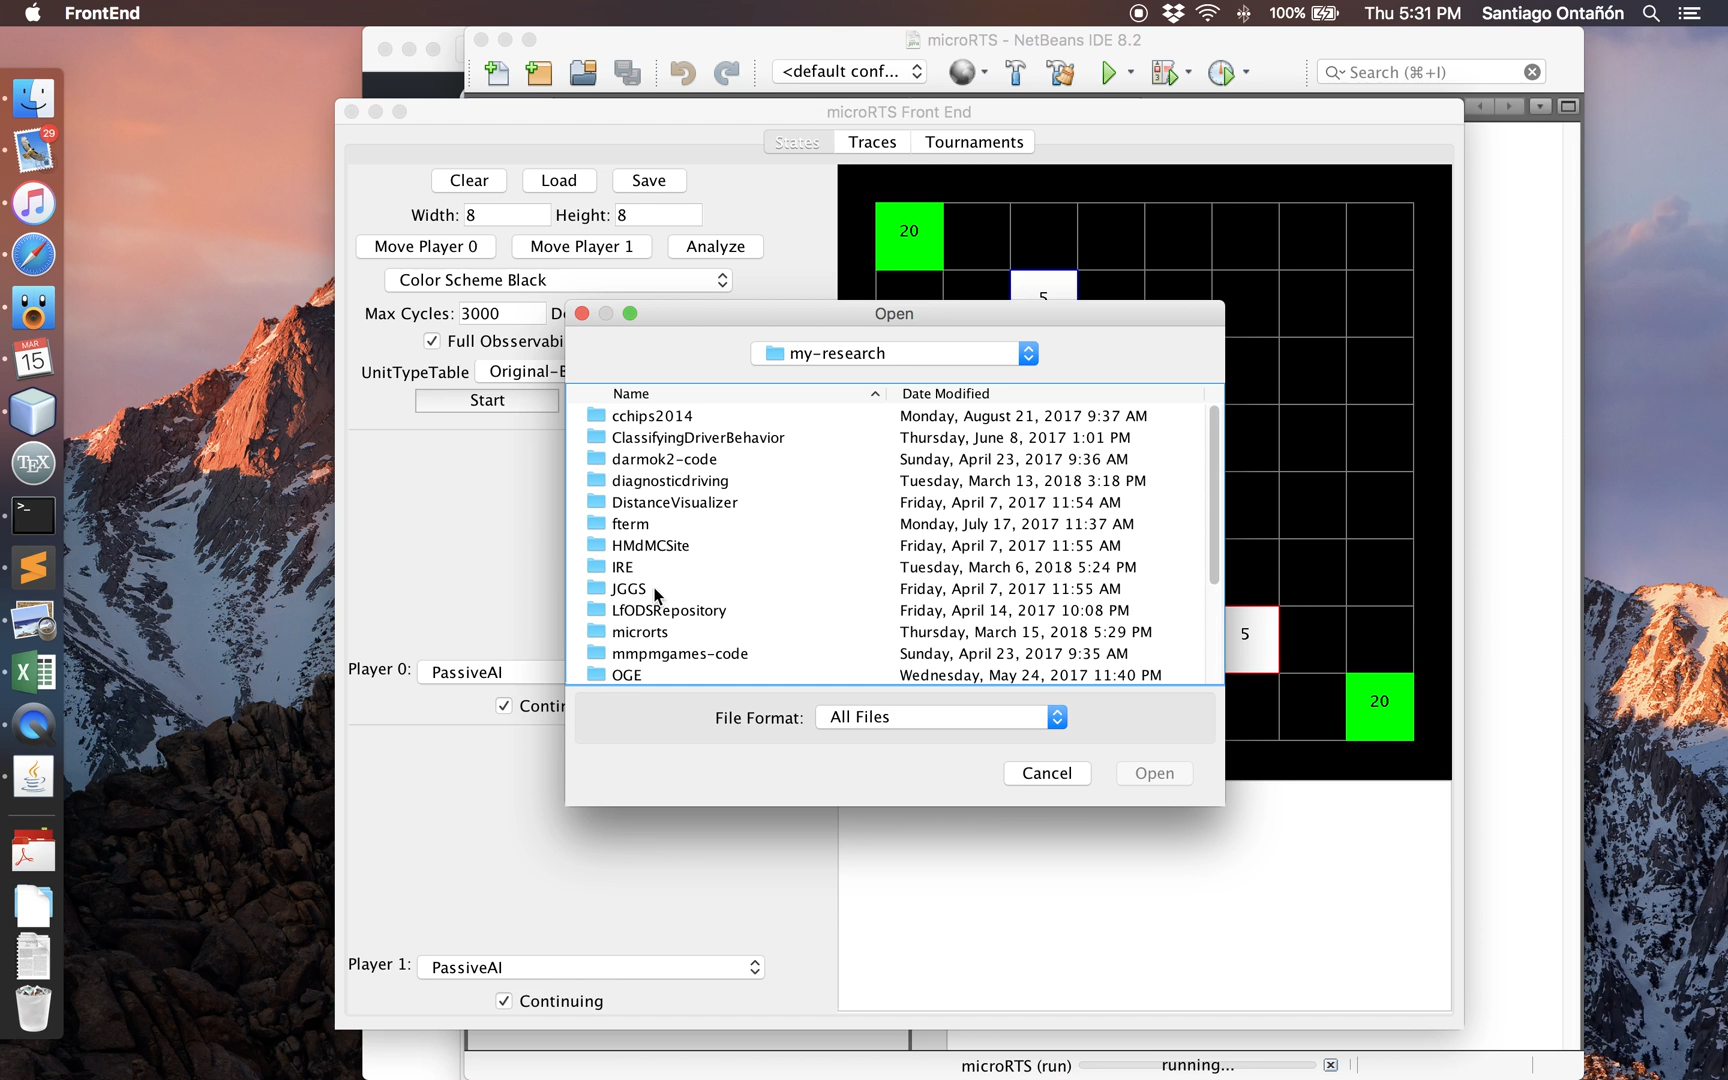 FrontEnd
100%
Thu 5:31 PM
Santiago Ontañón
microRTS - NetBeans IDE 8.2
<default conf...
Search (⌘+I)
microRTS Front End
States
Traces
Tournaments
Clear
Load
Save
Width: 8
Height: 8
Move Player 0
Move Player 1
Analyze
Color Scheme Black
Max Cycles: 3000
Full Obsservabi
UnitTypeTable
Original-
Start
Player 0: PassiveAI
Player 1: PassiveAI
Continuing
20
5
5
20
Open
my-research
Name
Date Modified
cchips2014
Monday, August 21, 2017 9:37 AM
ClassifyingDriverBehavior
Thursday, June 8, 2017 1:01 PM
darmok2-code
Sunday, April 23, 2017 9:36 AM
diagnosticdriving
Tuesday, March 13, 2018 3:18 PM
DistanceVisualizer
Friday, April 7, 2017 11:54 AM
fterm
Monday, July 17, 2017 11:37 AM
HMdMCSite
Friday, April 7, 2017 11:55 AM
IRE
Tuesday, March 6, 2018 5:24 PM
JGGS
Friday, April 7, 2017 11:55 AM
LfODSRepository
Friday, April 14, 2017 10:08 PM
microrts
Thursday, March 15, 2018 5:29 PM
mmpmgames-code
Sunday, April 23, 2017 9:35 AM
OGE
Wednesday, May 24, 2017 11:40 PM
File Format: All Files
Cancel
Open
microRTS (run)
running...
29
MAR
15
TEX